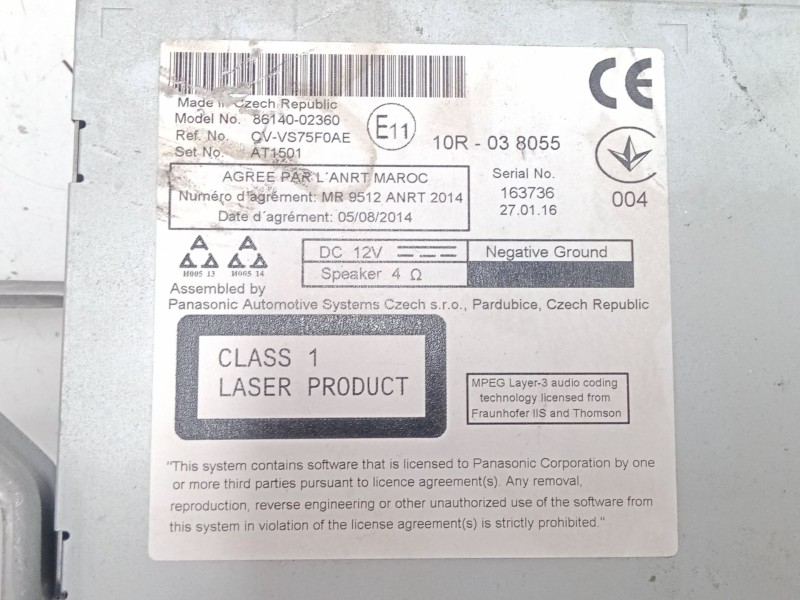 Made in Czech Republic
Model No. 86140-02360
Ref. No. CV-VS75F0AE
Set No. AT1501
CE
E11
10R - 03 8055
Serial No.
163736
27.01.16
004
AGREE PAR L´ANRT MAROC
Numéro d´agrément: MR 9512 ANRT 2014
Date d´agrément: 05/08/2014
И005 13 И005 14
DC 12V Negative Ground
Speaker 4 Ω
Assembled by
Panasonic Automotive Systems Czech s.r.o., Pardubice, Czech Republic
CLASS 1
LASER PRODUCT
MPEG Layer-3 audio coding
technology licensed from
Fraunhofer IIS and Thomson
"This system contains software that is licensed to Panasonic Corporation by one
or more third parties pursuant to licence agreement(s). Any removal,
reproduction, reverse engineering or other unauthorized use of the software from
this system in violation of the license agreement(s) is strictly prohibited."